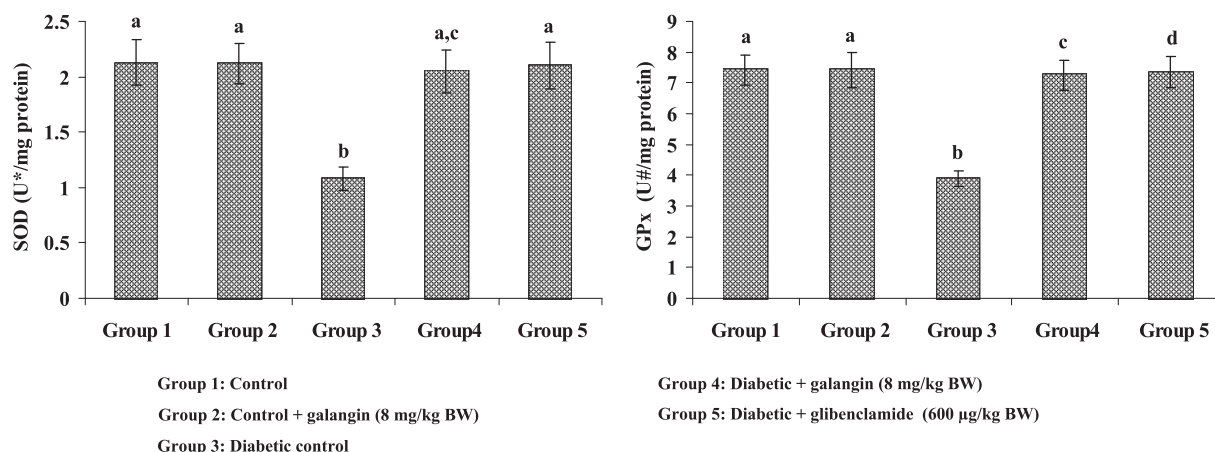 SOD (U*/mg protein)
2.5
2
1.5
1
0.5
0
a
a
b
a,c
a
Group 1
Group 2
Group 3
Group4
Group 5
GPx (U#/mg protein)
9
8
7
6
5
4
3
2
1
0
a
a
b
c
d
Group 1
Group 2
Group 3
Group4
Group 5
Group 1: Control
Group 2: Control + galangin (8 mg/kg BW)
Group 3: Diabetic control
Group 4: Diabetic + galangin (8 mg/kg BW)
Group 5: Diabetic + glibenclamide (600 µg/kg BW)